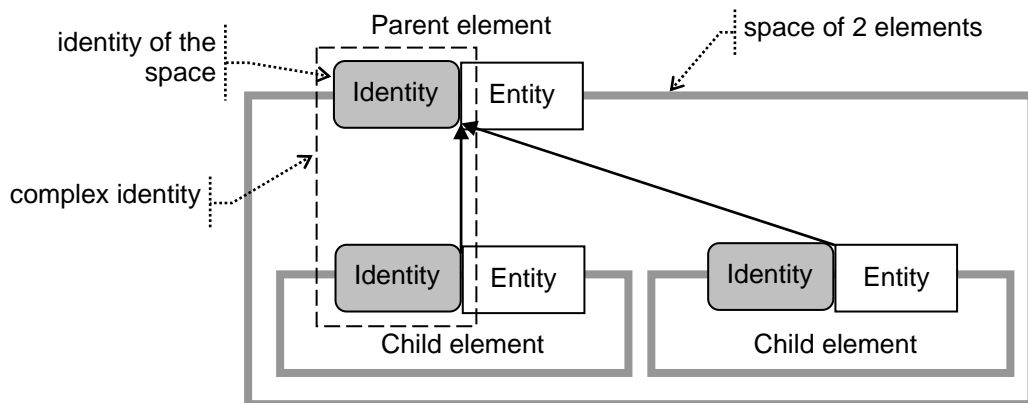 Parent element
space of 2 elements
identity of the
space
Identity
Entity
complex identity
Identity
Entity
Identity
Entity
Child element
Child element